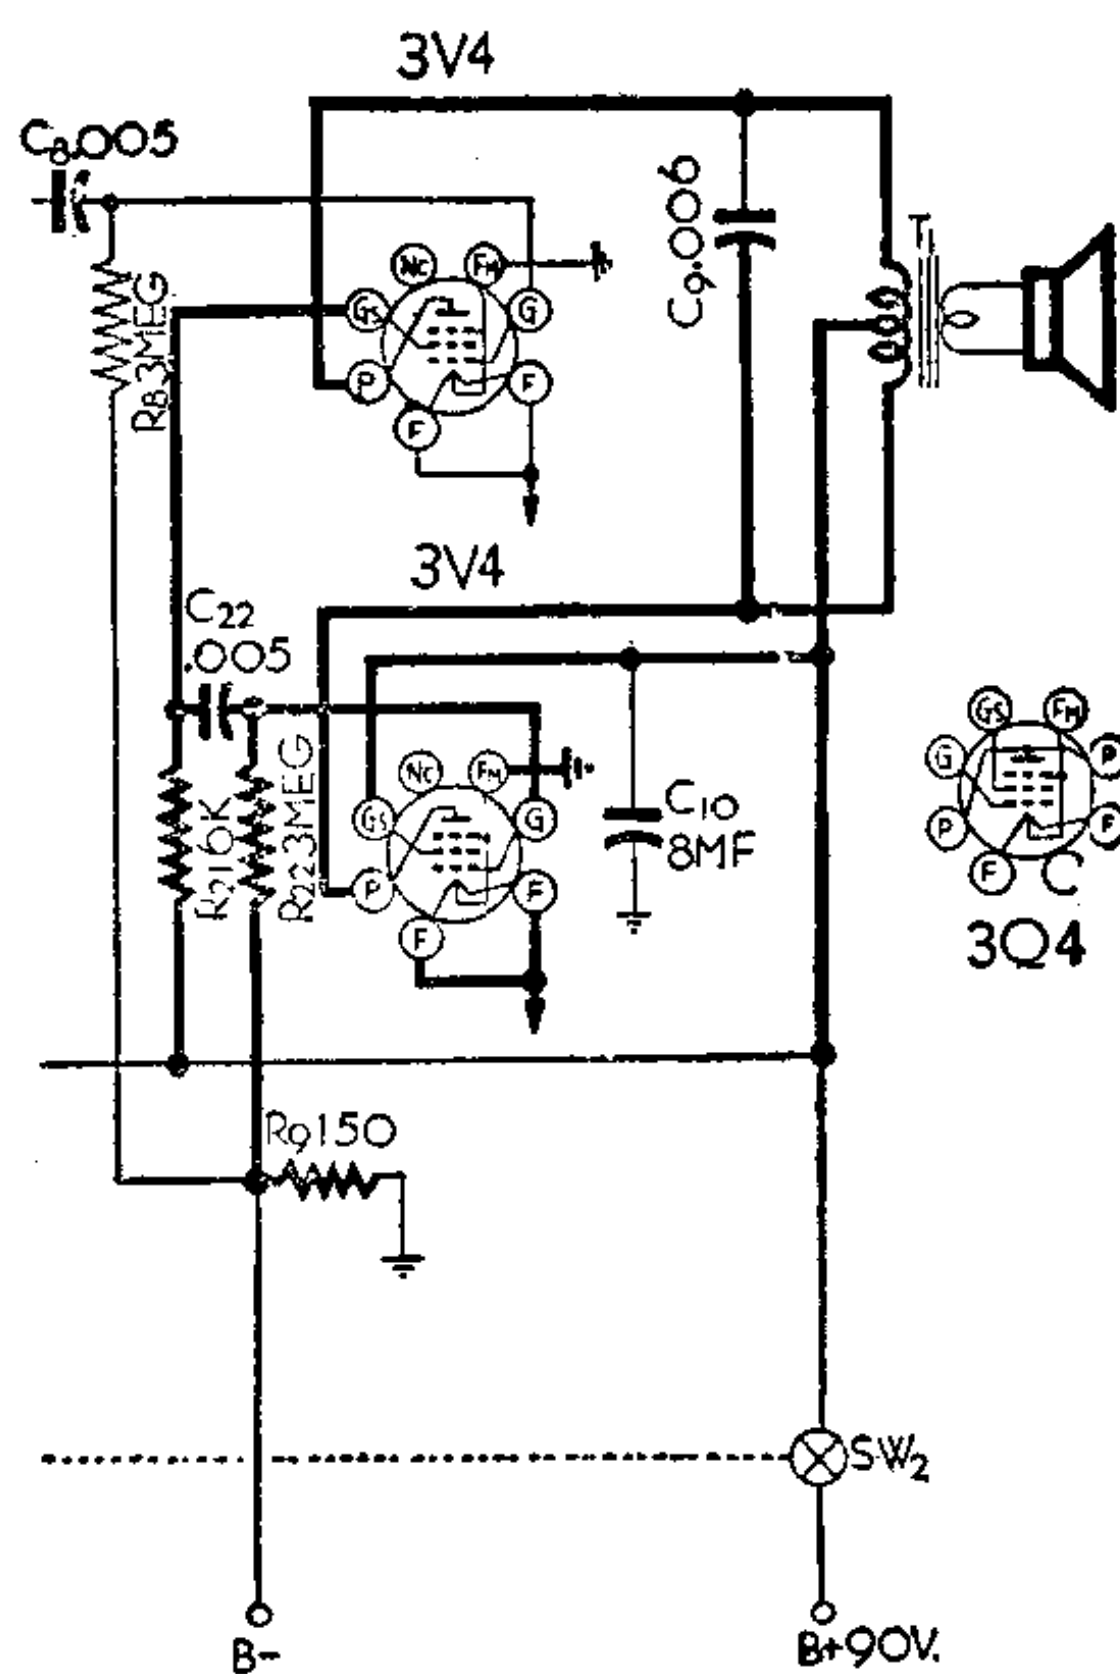 3V4
C8.005
C9.006
T1
NC
FM
GS
G
R8 3MEG
P
F
F
3V4
C22
.005
NC
FM
GS
G
R21 6K
R22 3MEG
P
F
F
C10
8MF
GS
FM
G
P
P
F
F
C
3Q4
R9 150
SW2
B-
B+90V.